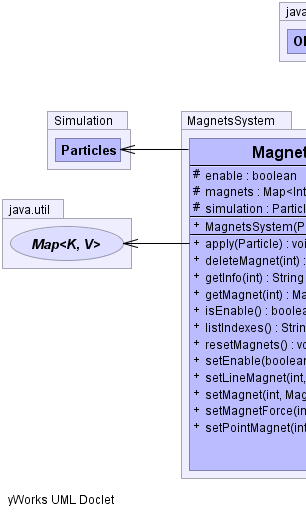 java
Ob
Simulation
Particles
MagnetsSystem
Magnet
# enable : boolean
# magnets : Map<Int
# simulation : Particl
+ MagnetsSystem(P
+ apply(Particle) : voi
+ deleteMagnet(int) :
+ getInfo(int) : String
+ getMagnet(int) : Ma
+ isEnable() : boolea
+ listIndexes() : Strin
+ resetMagnets() : vo
+ setEnable(boolean
+ setLineMagnet(int,
+ setMagnet(int, Mag
+ setMagnetForce(int
+ setPointMagnet(int
java.util
Map<K, V>
yWorks UML Doclet